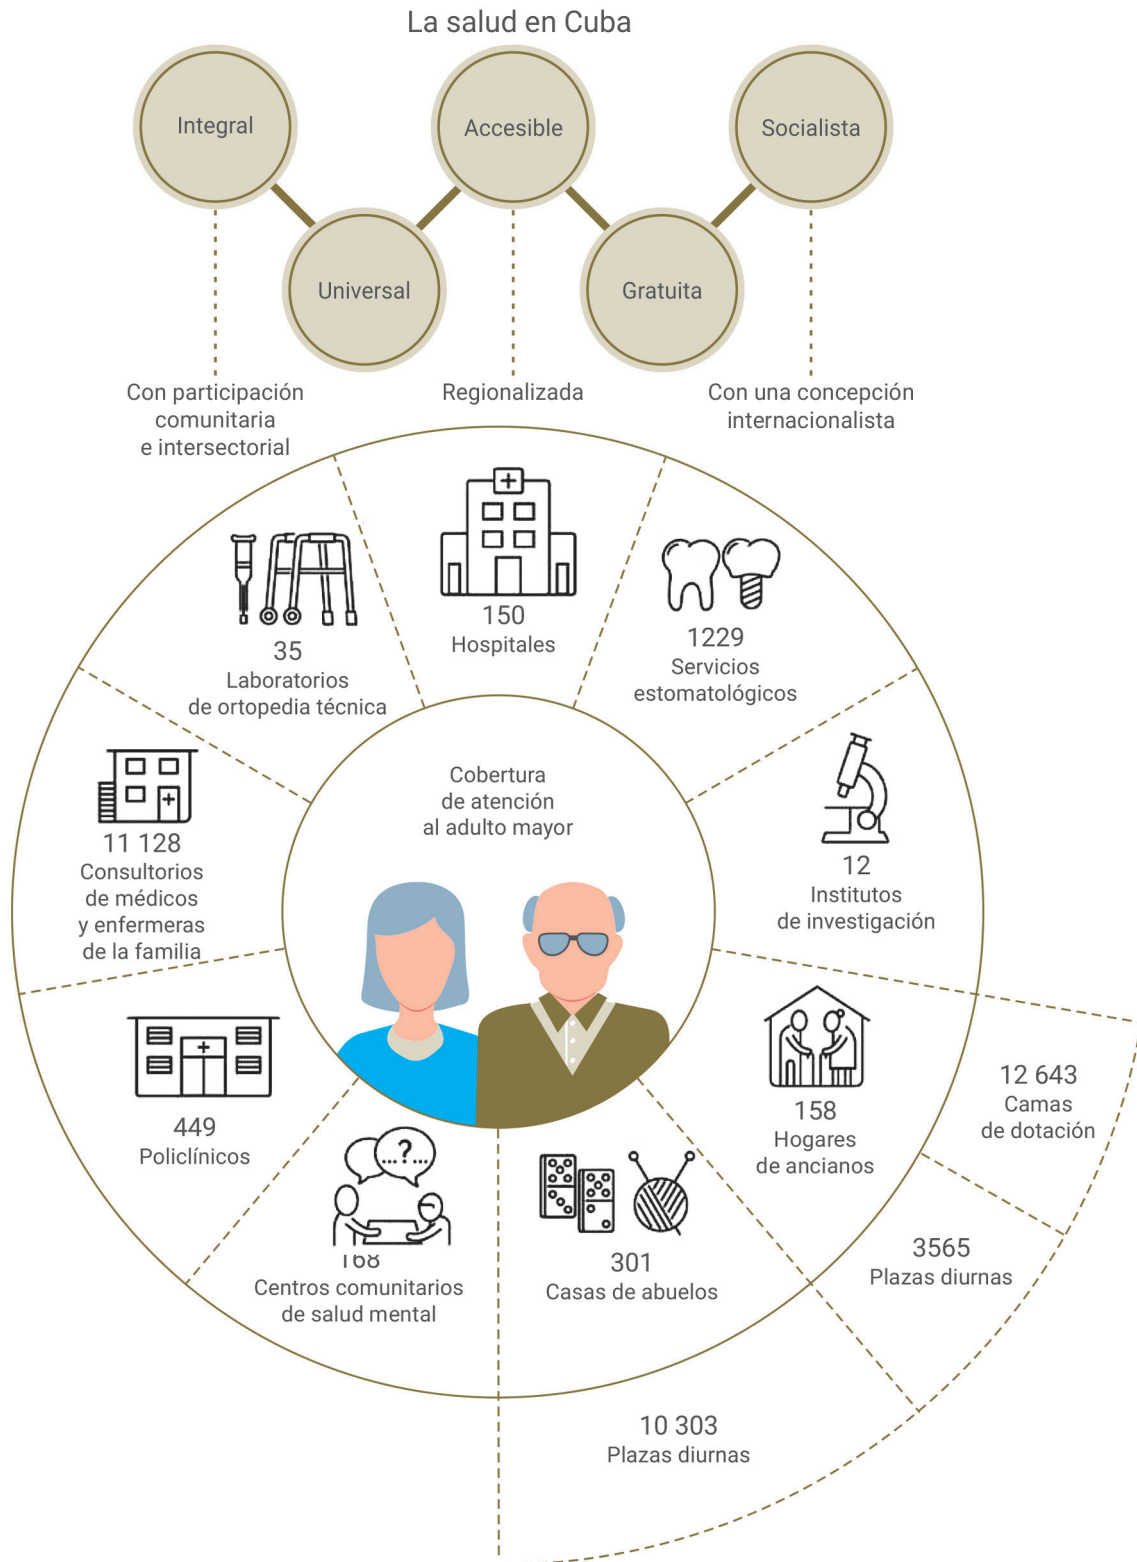 La salud en Cuba
Integral
Accesible
Socialista
Universal
Gratuita
Con participación
comunitaria
e intersectorial
Regionalizada
Con una concepción
internacionalista
150
Hospitales
1229
Servicios
estomatológicos
12
Institutos
de investigación
158
Hogares
de ancianos
12 643
Camas
de dotación
3565
Plazas diurnas
301
Casas de abuelos
10 303
Plazas diurnas
168
Centros comunitarios
de salud mental
449
Policlínicos
11 128
Consultorios
de médicos
y enfermeras
de la familia
35
Laboratorios
de ortopedia técnica
Cobertura
de atención
al adulto mayor
...?...